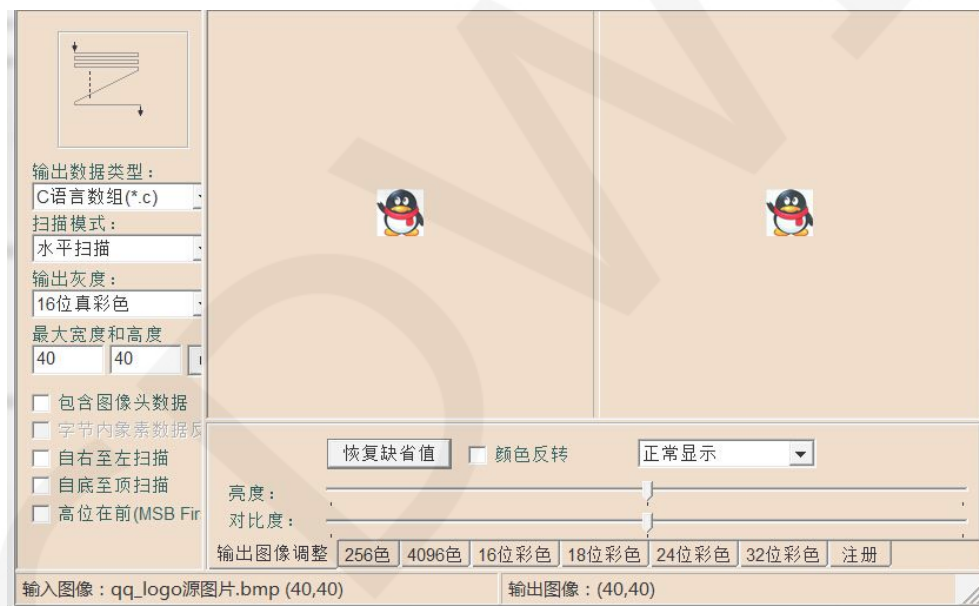 输出数据类型：
C语言数组(*.c)
扫描模式：
水平扫描
输出灰度：
16位真彩色
最大宽度和高度
40 40
包含图像头数据
字节内象素数据反
自右至左扫描
自底至顶扫描
高位在前(MSB Fir
恢复缺省值 颜色反转 正常显示
亮度：
对比度：
输出图像调整 256色 4096色 16位彩色 18位彩色 24位彩色 32位彩色 注册
输入图像：qq_logo源图片.bmp (40,40) 输出图像：(40,40)